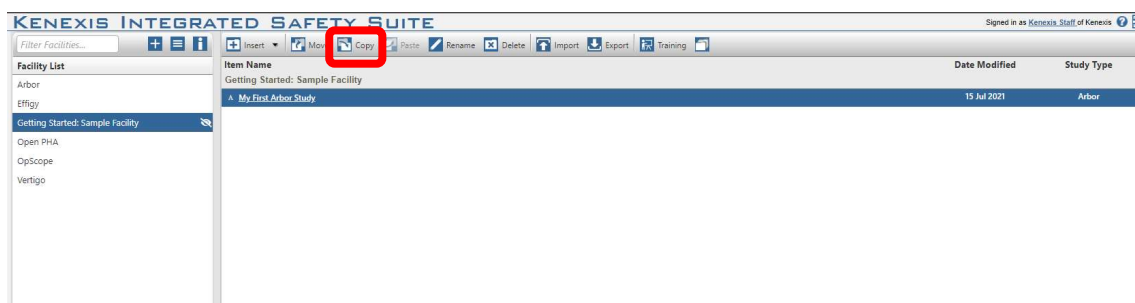 KENEXIS INTEGRATED SAFETY SUITE
Signed in as Kenexis Staff of Kenexis
Filter Facilities...
Insert Move Copy Paste Rename Delete Import Export Training
Facility List
Arbor
Effigy
Getting Started: Sample Facility
Open PHA
OpScope
Vertigo
Item Name Date Modified Study Type
Getting Started: Sample Facility
A My First Arbor Study 15 Jul 2021 Arbor